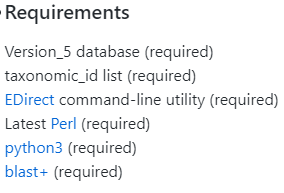 Requirements
Version_5 database (required)
taxonomic_id list (required)
EDirect command-line utility (required)
Latest Perl (required)
python3 (required)
blast+ (required)